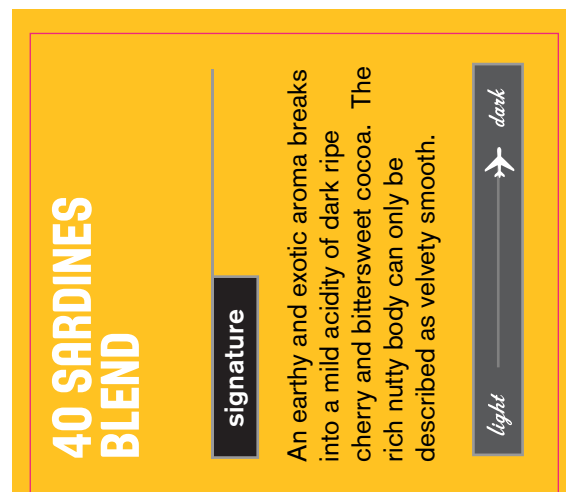 40 SARDINES
BLEND
signature
An earthy and exotic aroma breaks
into a mild acidity of dark ripe
cherry and bittersweet cocoa.  The
rich nutty body can only be
described as velvety smooth.
light dark